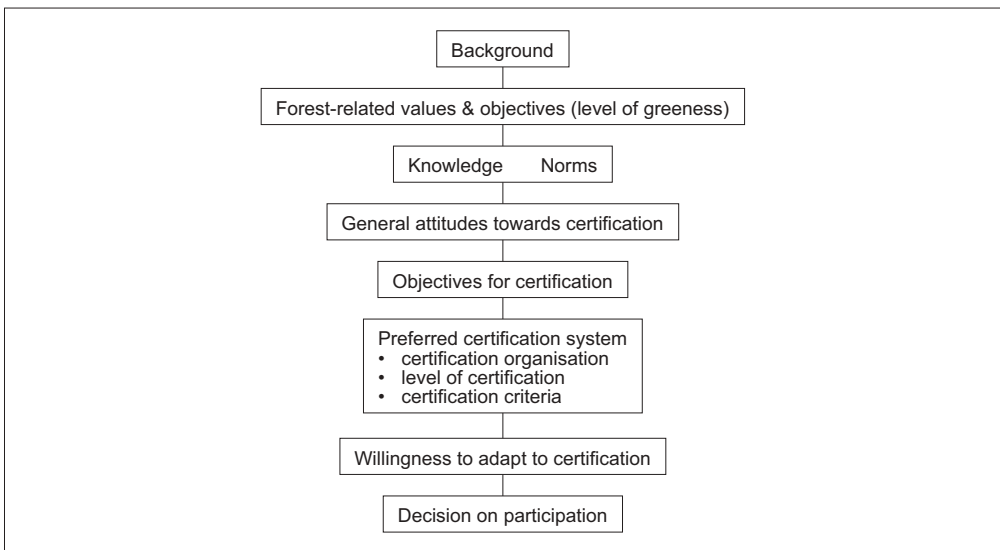 Background
Forest-related values & objectives (level of greeness)
Knowledge Norms
General attitudes towards certification
Objectives for certification
Preferred certification system
• certification organisation
• level of certification
• certification criteria
Willingness to adapt to certification
Decision on participation